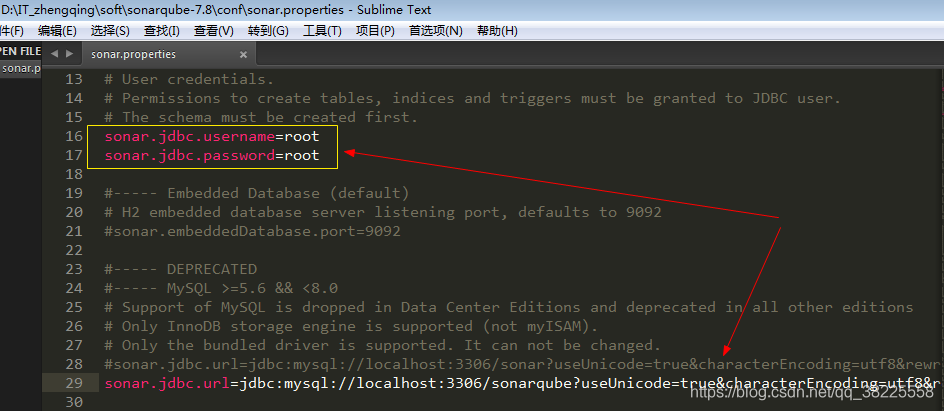 D:\IT_zhengqing\soft\sonarqube-7.8\conf\sonar.properties - Sublime Text
件(F) 编辑(E) 选择(S) 查找(I) 查看(V) 转到(G) 工具(T) 项目(P) 首选项(N) 帮助(H)
PEN FILE
sonar.properties ×
sonar.p
13 # User credentials.
14 # Permissions to create tables, indices and triggers must be granted to JDBC user.
15 # The schema must be created first.
16 sonar.jdbc.username=root
17 sonar.jdbc.password=root
18
19 #----- Embedded Database (default)
20 # H2 embedded database server listening port, defaults to 9092
21 #sonar.embeddedDatabase.port=9092
22
23 #----- DEPRECATED
24 #----- MySQL >=5.6 && <8.0
25 # Support of MySQL is dropped in Data Center Editions and deprecated in all other editions
26 # Only InnoDB storage engine is supported (not myISAM).
27 # Only the bundled driver is supported. It can not be changed.
28 #sonar.jdbc.url=jdbc:mysql://localhost:3306/sonar?useUnicode=true&characterEncoding=utf8&rewr
29 sonar.jdbc.url=jdbc:mysql://localhost:3306/sonarqube?useUnicode=true&characterEncoding=utf8&r
https://blog.csdn.net/qq_38225558
30